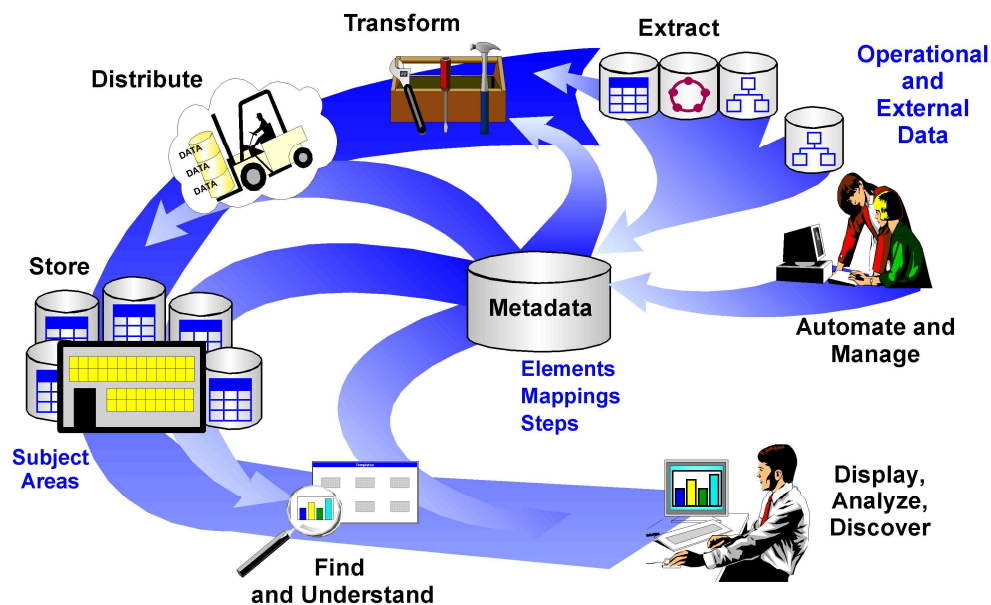 Transform
Extract
Distribute
Operational
and
External
Data
DATA
DATA
DATA
Store
Metadata
Automate and
Manage
Elements
Mappings
Steps
Subject
Areas
Templates
Display,
Analyze,
Discover
Find
and Understand